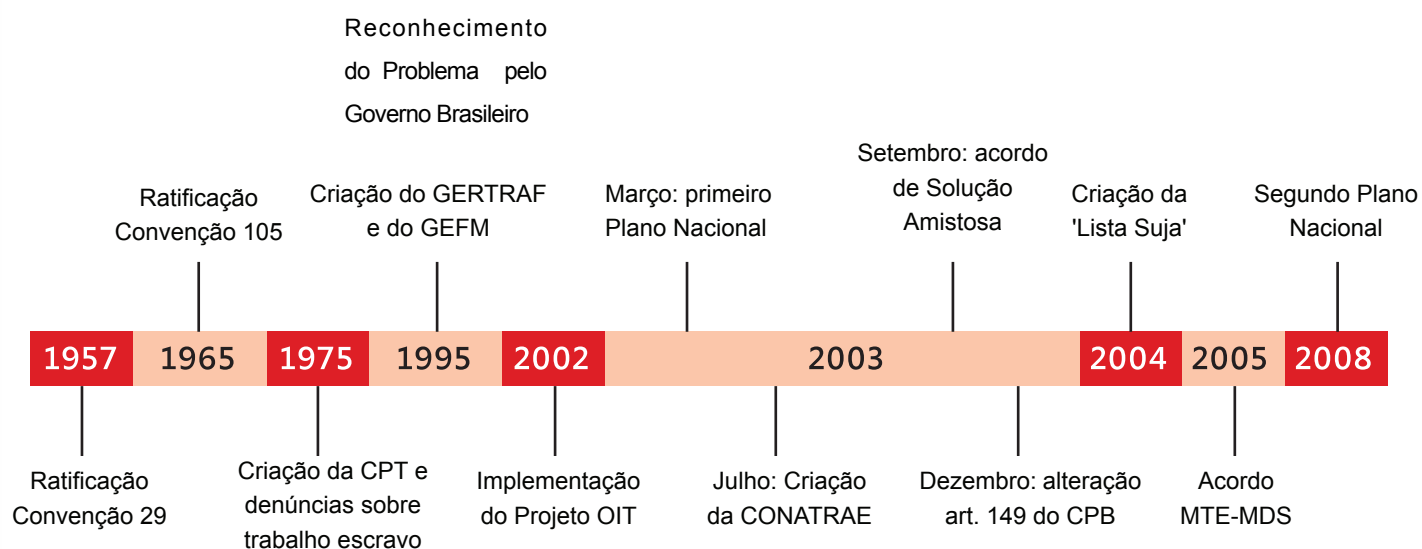 Reconhecimento
do Problema pelo
Governo Brasileiro
Ratificação
Convenção 105
Criação do GERTRAF
e do GEFM
Março: primeiro
Plano Nacional
Setembro: acordo
de Solução
Amistosa
Criação da
'Lista Suja'
Segundo Plano
Nacional
1957 1965 1975 1995 2002 2003 2004 2005 2008
Ratificação
Convenção 29
Criação da CPT e
denúncias sobre
trabalho escravo
Implementação
do Projeto OIT
Julho: Criação
da CONATRAE
Dezembro: alteração
art. 149 do CPB
Acordo
MTE-MDS